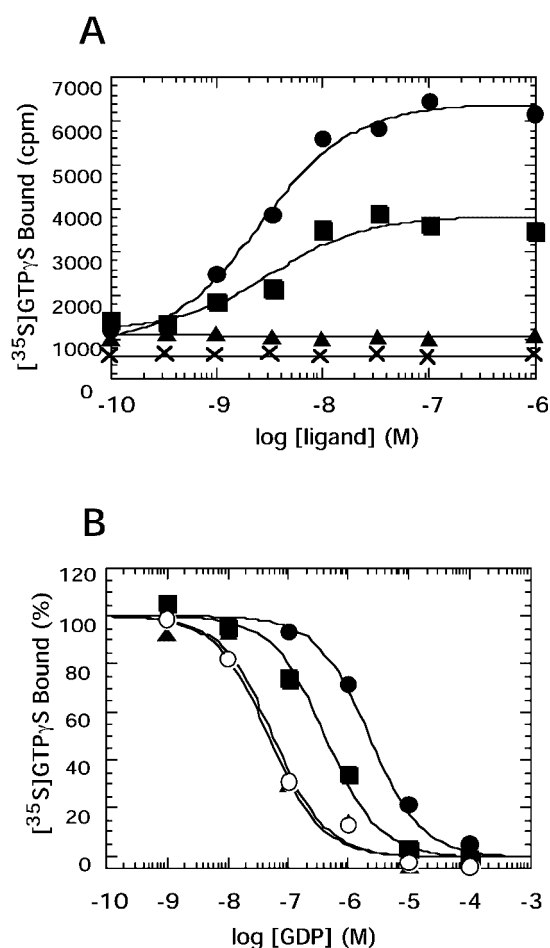 A
[³⁵S]GTPγS Bound (cpm)
7000
6000
5000
4000
3000
2000
1000
0
-10 -9 -8 -7 -6
log [ligand] (M)
B
[³⁵S]GTPγS Bound (%)
120
100
80
60
40
20
0
-10 -9 -8 -7 -6 -5 -4 -3
log [GDP] (M)